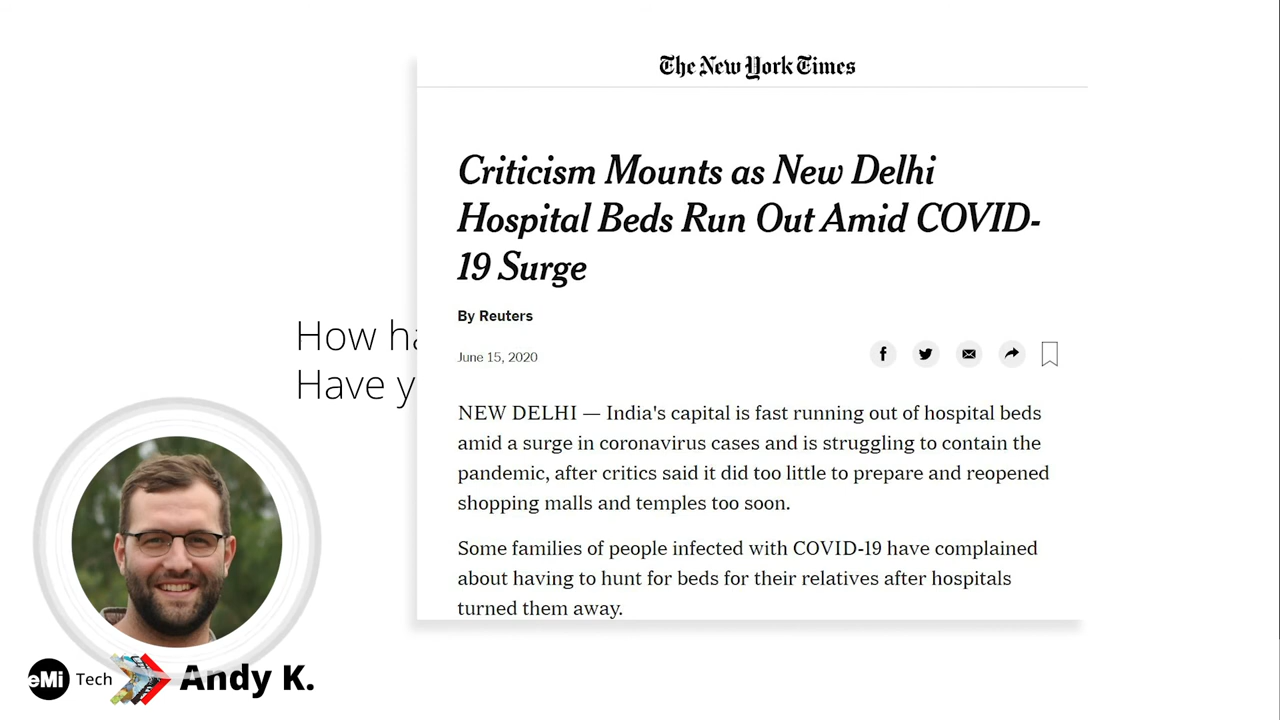 The New York Times
Criticism Mounts as New Delhi
Hospital Beds Run Out Amid COVID-
19 Surge
By Reuters
June 15, 2020
NEW DELHI — India's capital is fast running out of hospital beds
amid a surge in coronavirus cases and is struggling to contain the
pandemic, after critics said it did too little to prepare and reopened
shopping malls and temples too soon.
Some families of people infected with COVID-19 have complained
about having to hunt for beds for their relatives after hospitals
turned them away.
How
Have
eMi Tech
Andy K.